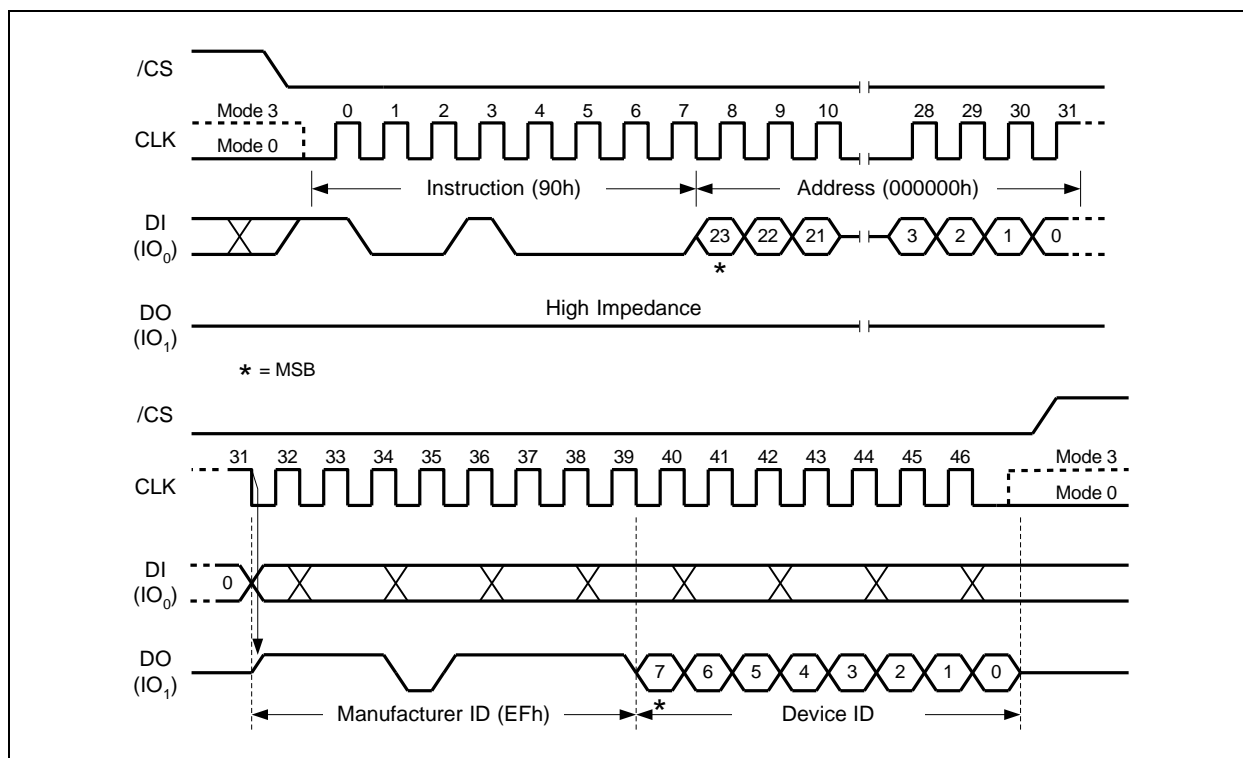 /CS
Mode 3 0 1 2 3 4 5 6 7 8 9 10 28 29 30 31
CLK
Mode 0
Instruction (90h) Address (000000h)
DI
(IO0) 23 22 21 3 2 1 0
*
High Impedance
DO
(IO1)
* = MSB
/CS
31 32 33 34 35 36 37 38 39 40 41 42 43 44 45 46 Mode 3
CLK
Mode 0
DI
(IO0) 0
DO
(IO1) 7 6 5 4 3 2 1 0
*
Manufacturer ID (EFh) Device ID